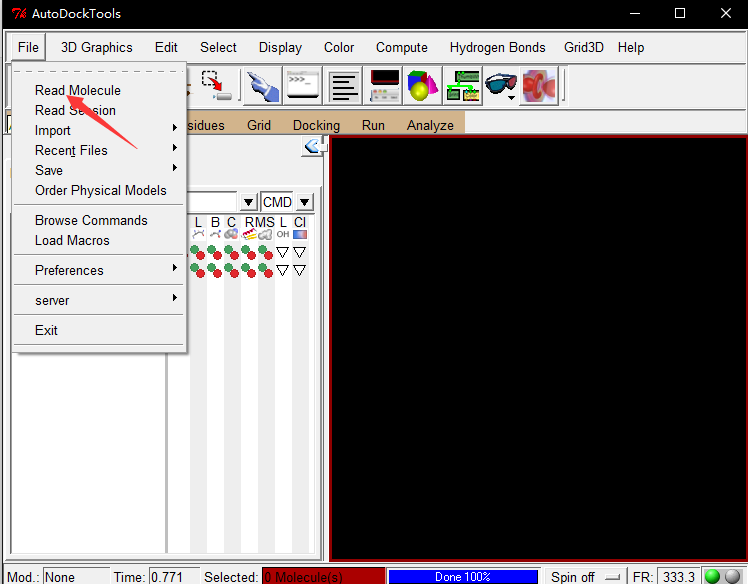 AutoDockTools
File 3D Graphics Edit Select Display Color Compute Hydrogen Bonds Grid3D Help
Read Molecule
Read Session
sidues Grid Docking Run Analyze
Import
Recent Files
Save
CMD
Order Physical Models
Browse Commands
L B C R MS L Cl
OH
Load Macros
Preferences
server
Exit
Mod.: None Time: 0.771 Selected: 0 Molecule(s) Done 100% Spin off FR: 333.3